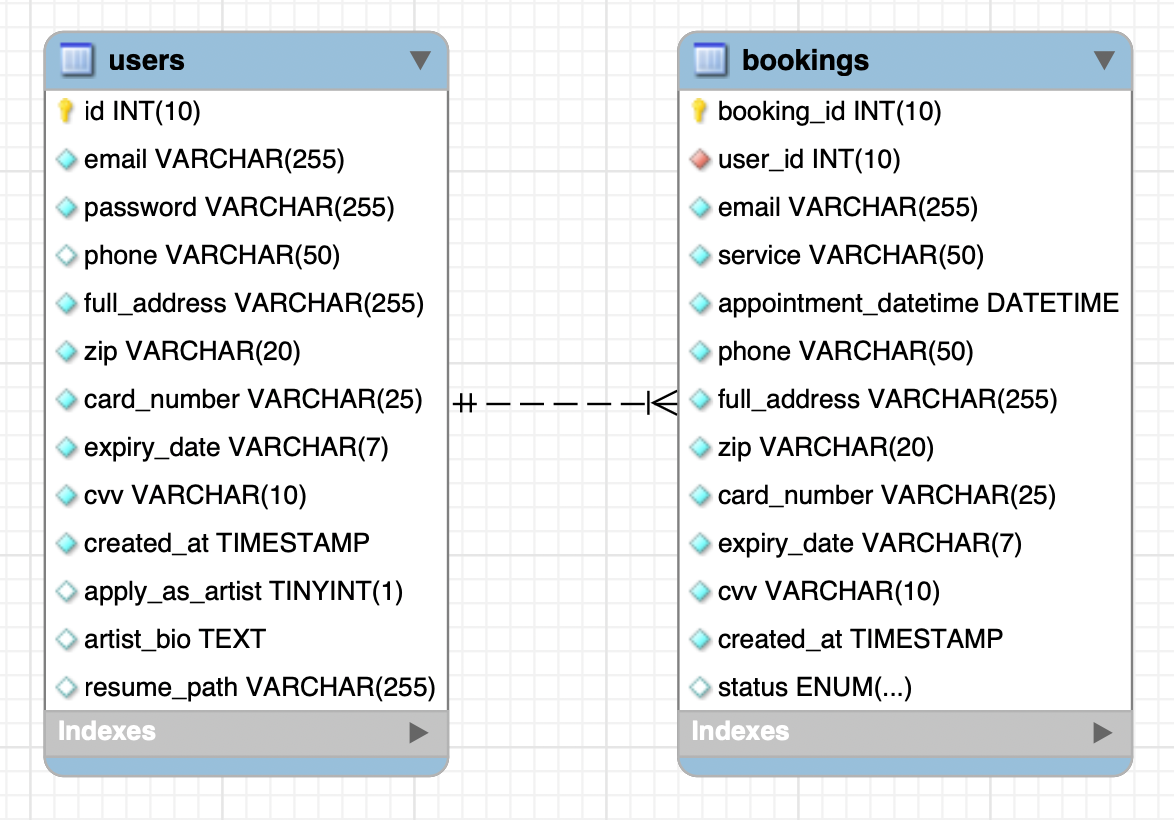 users
id INT(10)
email VARCHAR(255)
password VARCHAR(255)
phone VARCHAR(50)
full_address VARCHAR(255)
zip VARCHAR(20)
card_number VARCHAR(25)
expiry_date VARCHAR(7)
cvv VARCHAR(10)
created_at TIMESTAMP
apply_as_artist TINYINT(1)
artist_bio TEXT
resume_path VARCHAR(255)
Indexes
bookings
booking_id INT(10)
user_id INT(10)
email VARCHAR(255)
service VARCHAR(50)
appointment_datetime DATETIME
phone VARCHAR(50)
full_address VARCHAR(255)
zip VARCHAR(20)
card_number VARCHAR(25)
expiry_date VARCHAR(7)
cvv VARCHAR(10)
created_at TIMESTAMP
status ENUM(...)
Indexes